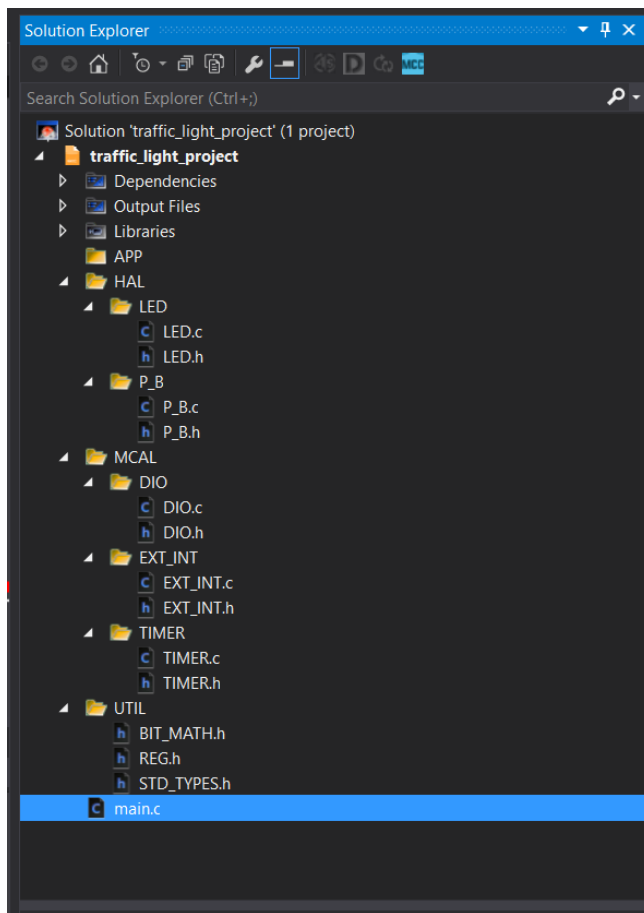 Solution Explorer
MCC
Search Solution Explorer (Ctrl+;)
Solution 'traffic_light_project' (1 project)
traffic_light_project
Dependencies
Output Files
Libraries
APP
HAL
LED
C LED.c
h LED.h
P_B
C P_B.c
h P_B.h
MCAL
DIO
C DIO.c
h DIO.h
EXT_INT
C EXT_INT.c
h EXT_INT.h
TIMER
C TIMER.c
h TIMER.h
UTIL
h BIT_MATH.h
h REG.h
h STD_TYPES.h
C main.c